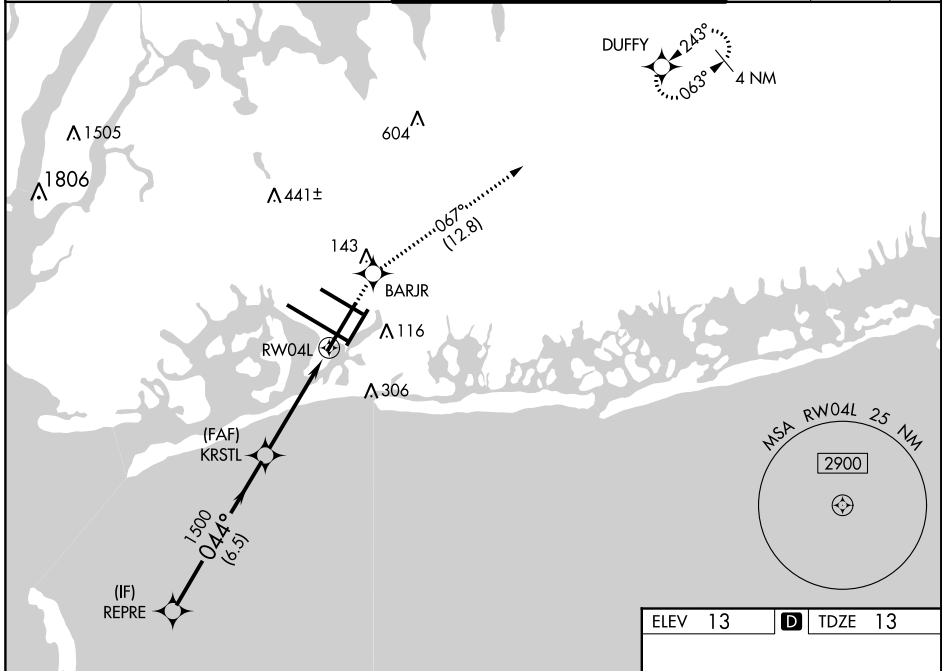 DUFFY
243°
063°
4 NM
604
1505
1806
441±
067°
(12.8)
143
BARJR
116
RW04L
306
(FAF)
KRSTL
MSA RW04L 25 NM
2900
1500
044°
(6.5)
(IF)
REPRE
ELEV 13 D TDZE 13